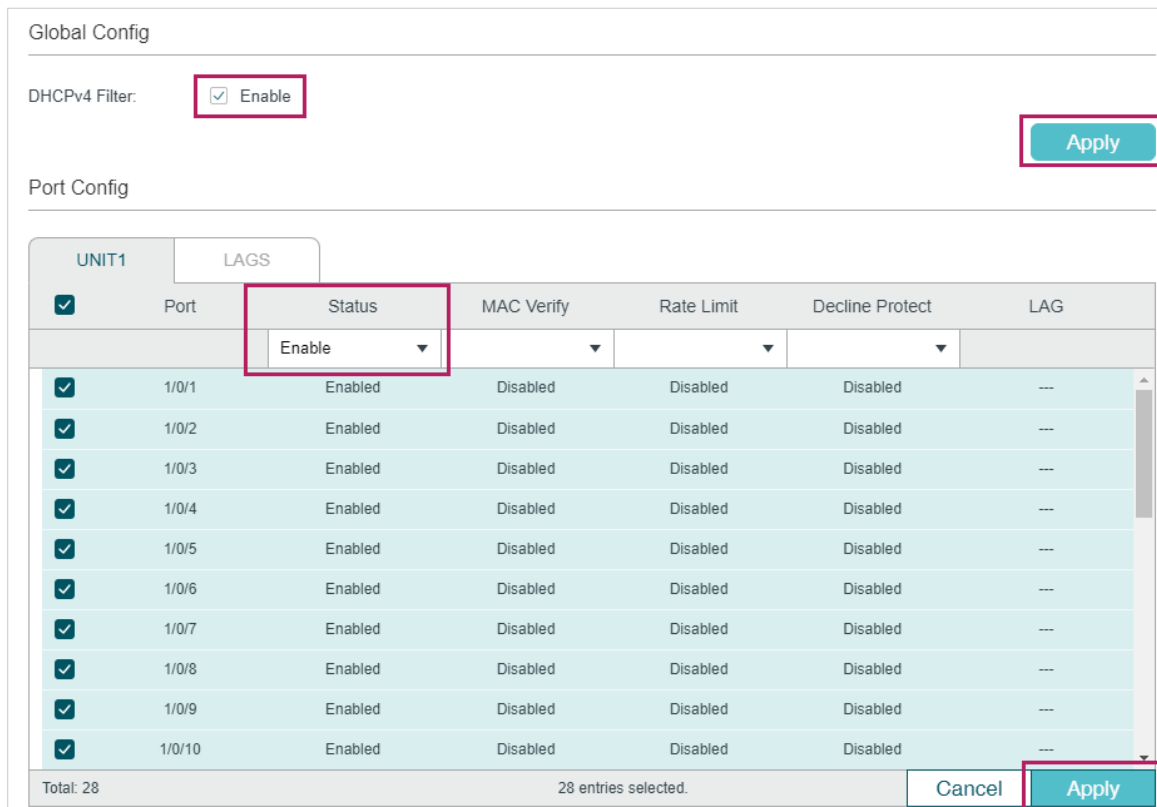 Global Config
DHCPv4 Filter: Enable
Apply
Port Config
UNIT1 LAGS
Port Status MAC Verify Rate Limit Decline Protect LAG
Enable
1/0/1 Enabled Disabled Disabled Disabled ---
1/0/2 Enabled Disabled Disabled Disabled ---
1/0/3 Enabled Disabled Disabled Disabled ---
1/0/4 Enabled Disabled Disabled Disabled ---
1/0/5 Enabled Disabled Disabled Disabled ---
1/0/6 Enabled Disabled Disabled Disabled ---
1/0/7 Enabled Disabled Disabled Disabled ---
1/0/8 Enabled Disabled Disabled Disabled ---
1/0/9 Enabled Disabled Disabled Disabled ---
1/0/10 Enabled Disabled Disabled Disabled ---
Total: 28 28 entries selected. Cancel Apply